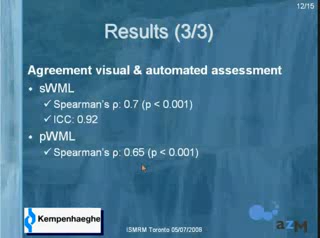 12/15
Results (3/3)
Agreement visual & automated assessment
• sWML
✓ Spearman's ρ: 0.7 (p < 0.001)
✓ ICC: 0.92
• pWML
✓ Spearman's ρ: 0.65 (p < 0.001)
Kempenhaeghe
ISMRM Toronto 05/07/2008
azM